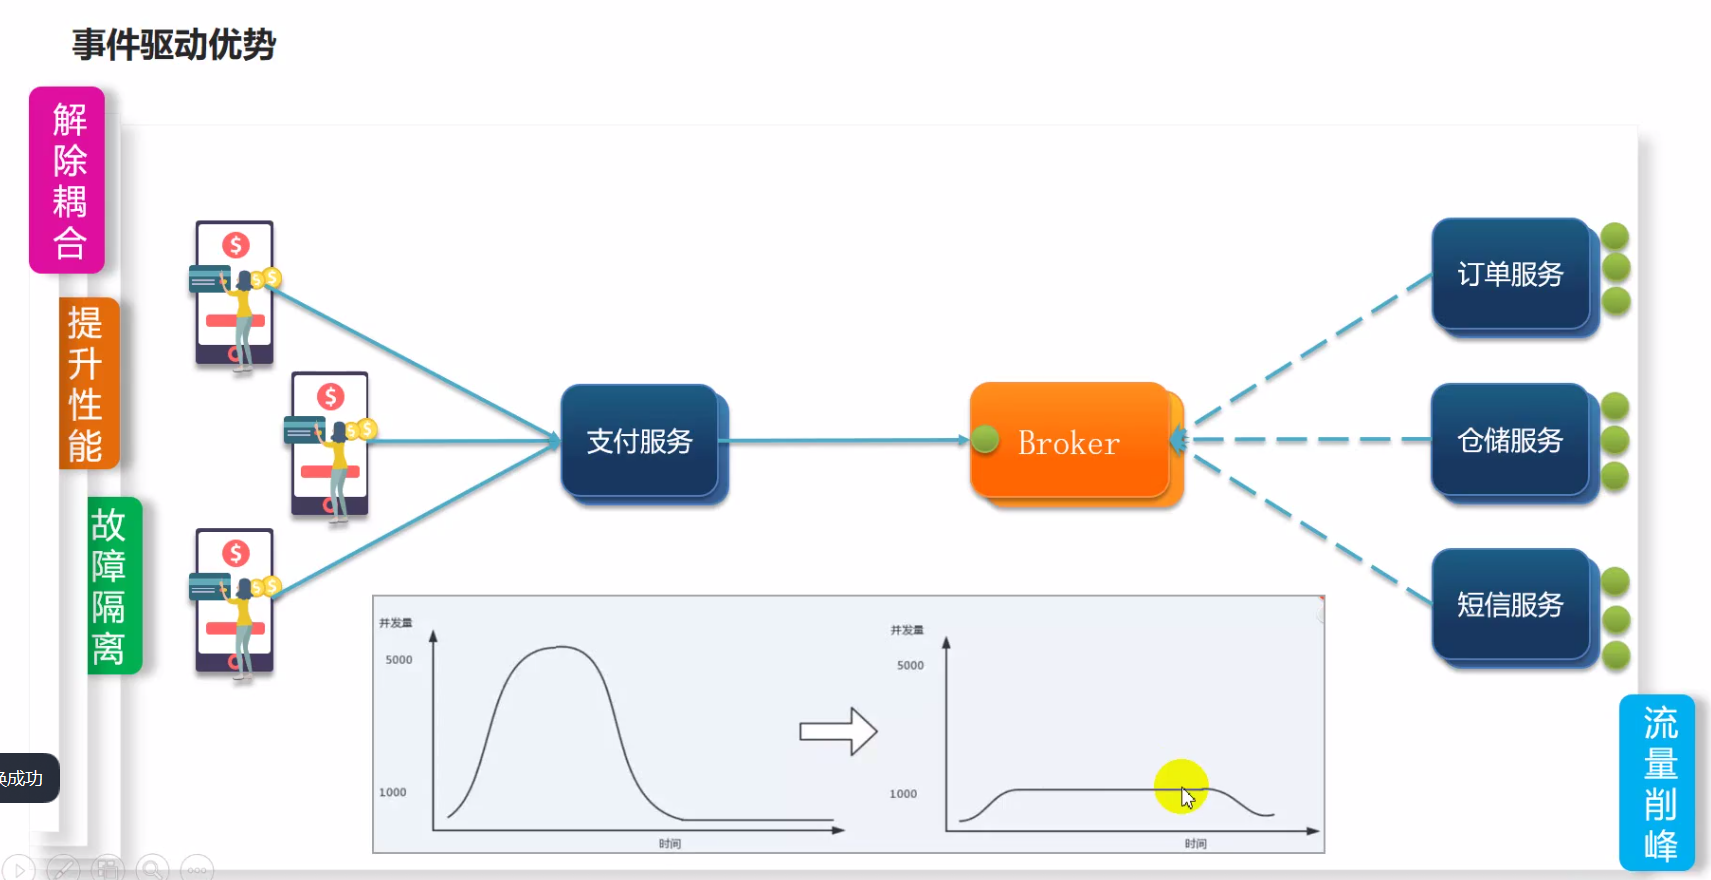 事件驱动优势
解除耦合
提升性能
故障隔离
支付服务
Broker
订单服务
仓储服务
短信服务
并发量
5000
1000
时间
并发量
5000
1000
时间
流量削峰
换成功